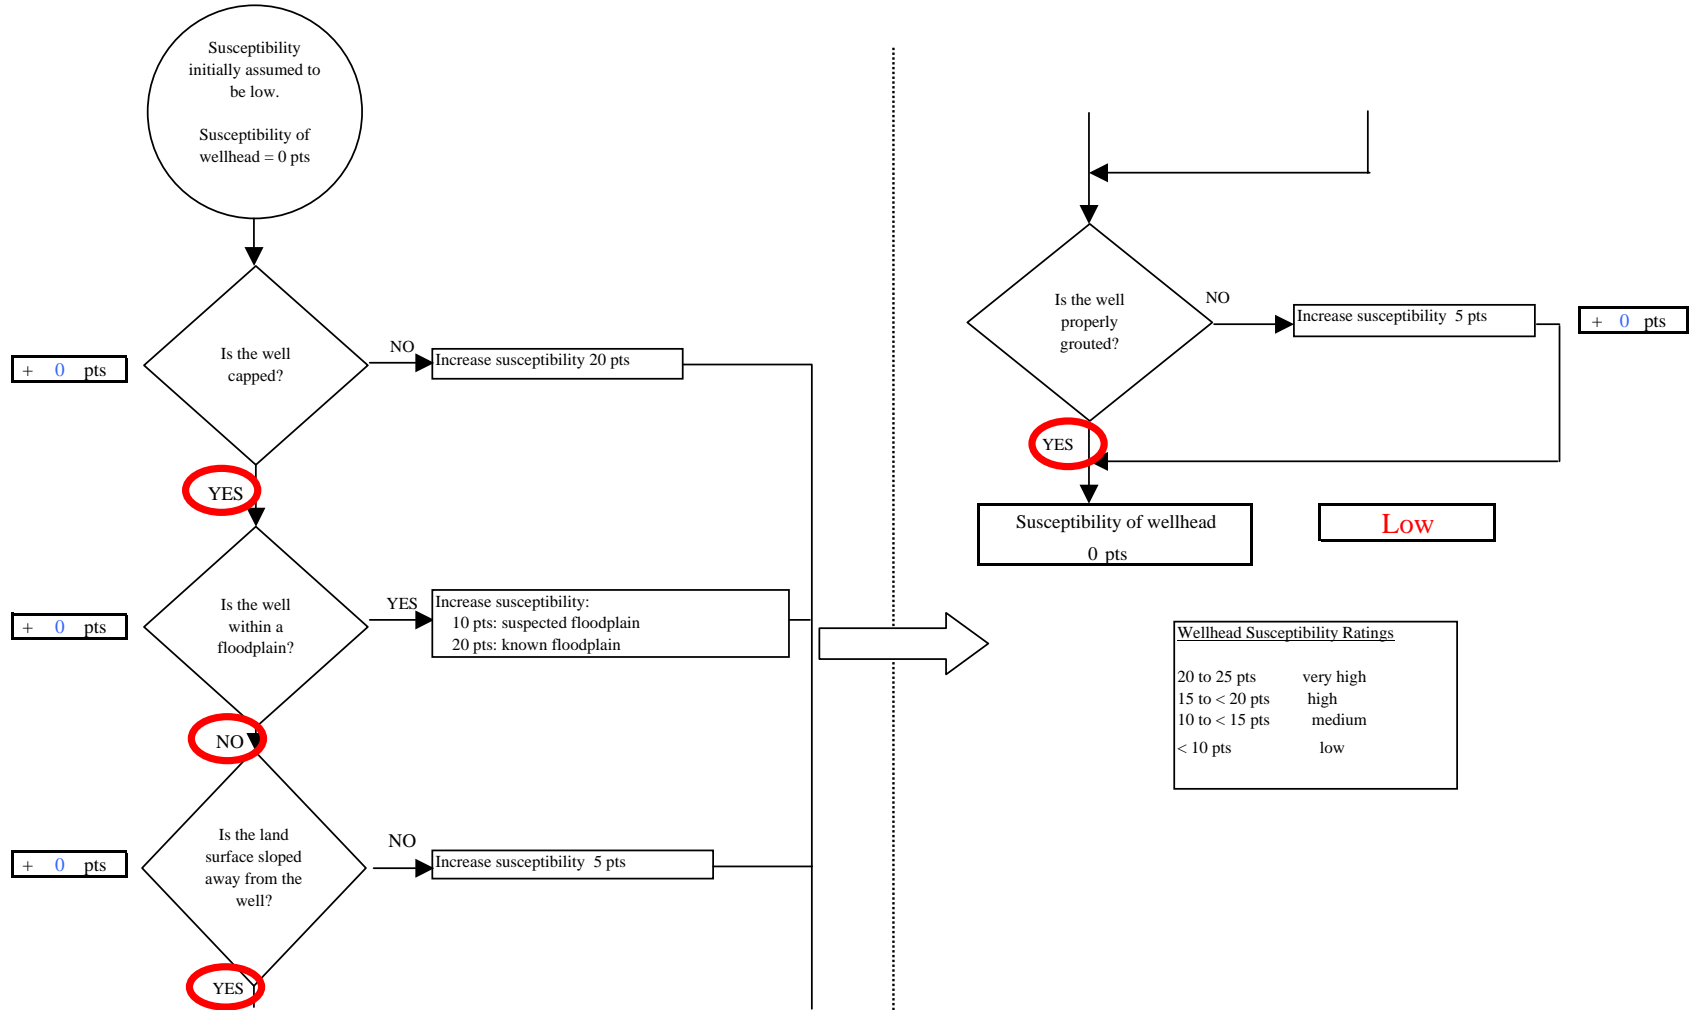 Susceptibility
initially assumed to
be low.
Susceptibility of
wellhead = 0 pts
Is the well
capped?
NO
Increase susceptibility 20 pts
+ 0 pts
YES
Is the well
within a
floodplain?
YES
Increase susceptibility:
10 pts: suspected floodplain
20 pts: known floodplain
+ 0 pts
NO
Is the land
surface sloped
away from the
well?
NO
Increase susceptibility 5 pts
+ 0 pts
YES
Is the well
properly
grouted?
NO
Increase susceptibility 5 pts
+ 0 pts
YES
Susceptibility of wellhead
0 pts
Low
Wellhead Susceptibility Ratings
20 to 25 pts very high
15 to < 20 pts high
10 to < 15 pts medium
< 10 pts low